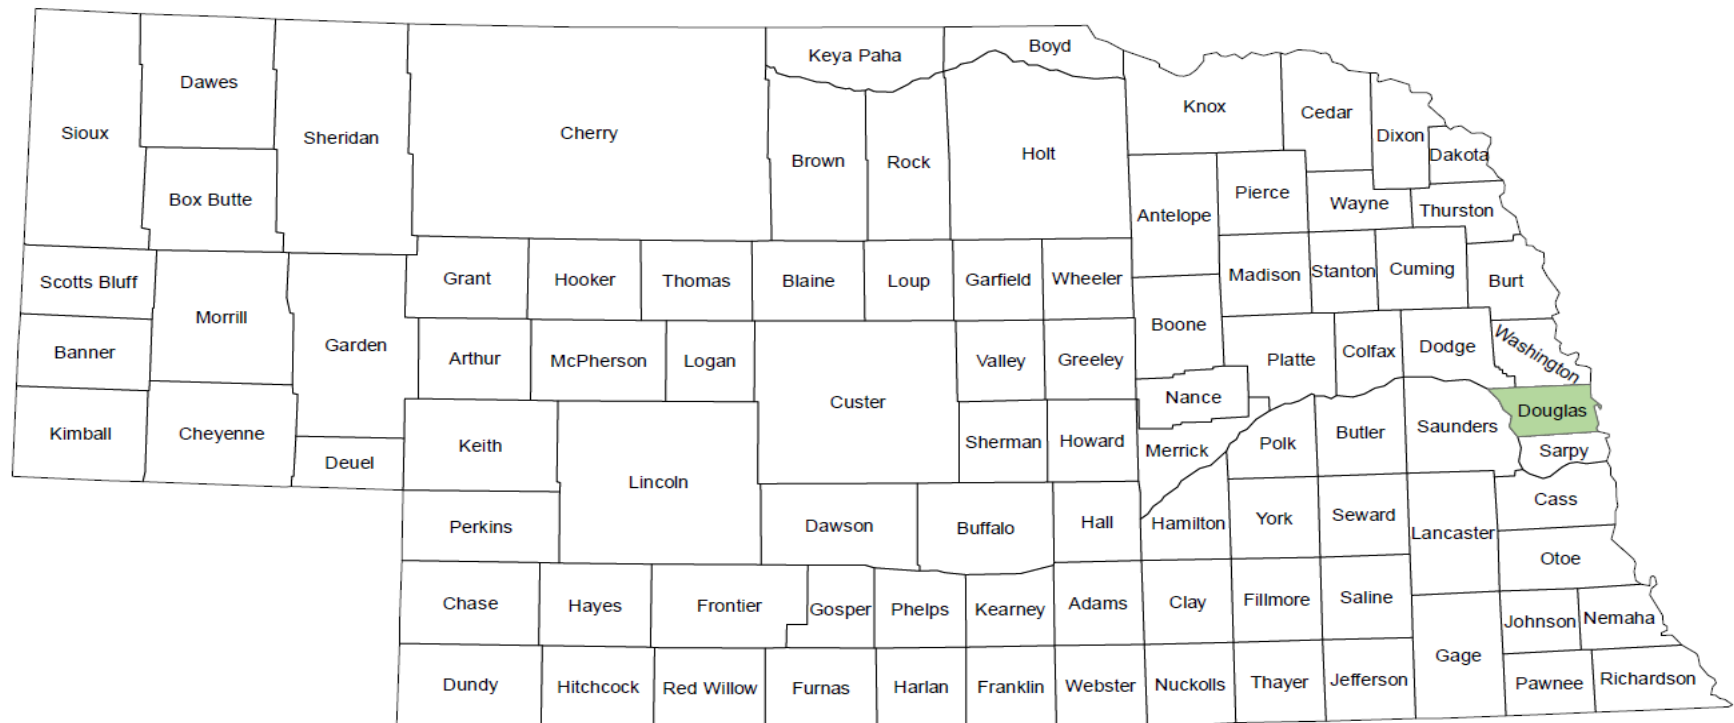 Boyd
Keya Paha
Dawes
Knox
Cedar
Sioux
Sheridan
Cherry
Dixon
Brown
Rock
Holt
Dakota
Box Butte
Pierce
Wayne
Antelope
Thurston
Scotts Bluff
Grant
Hooker
Thomas
Blaine
Loup
Garfield
Wheeler
Madison
Stanton
Cuming
Burt
Morrill
Boone
Washington
Banner
Garden
Arthur
McPherson
Logan
Valley
Greeley
Platte
Colfax
Dodge
Custer
Nance
Douglas
Kimball
Cheyenne
Keith
Sherman
Howard
Merrick
Polk
Butler
Saunders
Sarpy
Deuel
Lincoln
Perkins
Dawson
Buffalo
Hall
Hamilton
York
Seward
Lancaster
Cass
Otoe
Chase
Hayes
Frontier
Gosper
Phelps
Kearney
Adams
Clay
Fillmore
Saline
Johnson
Nemaha
Dundy
Hitchcock
Red Willow
Furnas
Harlan
Franklin
Webster
Nuckolls
Thayer
Jefferson
Gage
Pawnee
Richardson